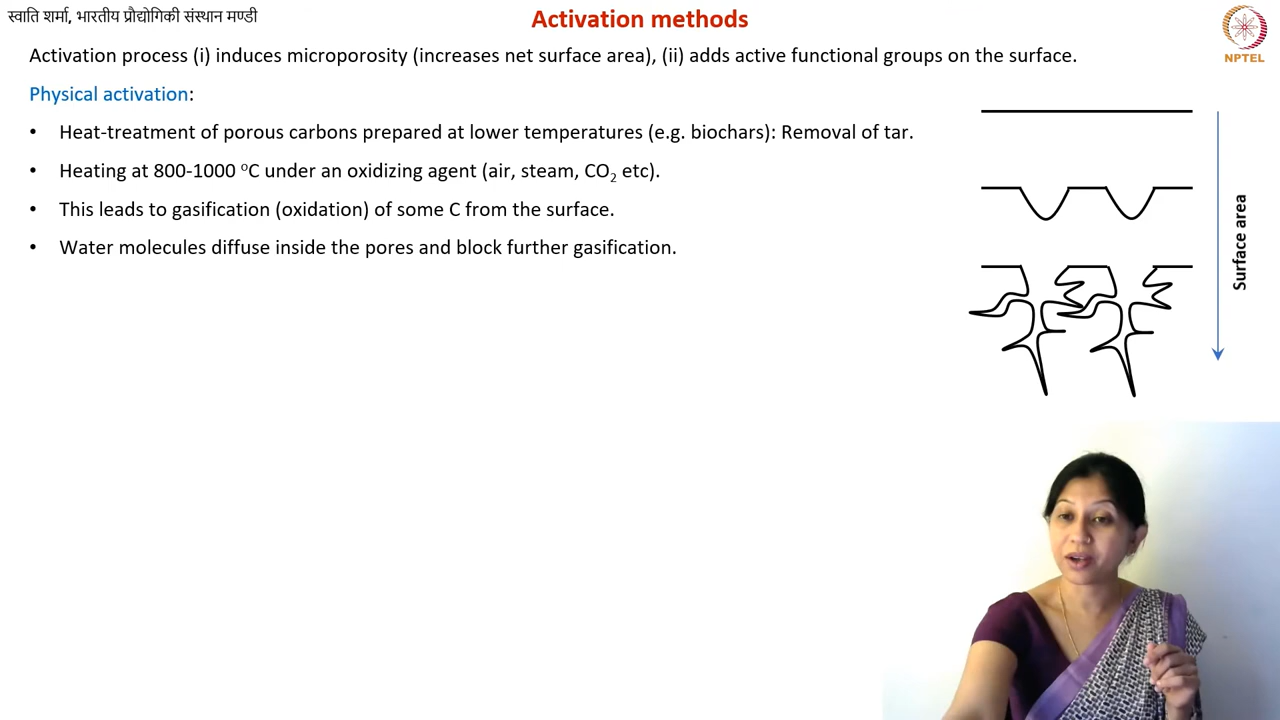 स्वाति शर्मा, भारतीय प्रौद्योगिकी संस्थान मण्डी
Activation methods
NPTEL
Activation process (i) induces microporosity (increases net surface area), (ii) adds active functional groups on the surface.
Physical activation:
• Heat-treatment of porous carbons prepared at lower temperatures (e.g. biochars): Removal of tar.
• Heating at 800-1000 °C under an oxidizing agent (air, steam, CO₂ etc).
• This leads to gasification (oxidation) of some C from the surface.
• Water molecules diffuse inside the pores and block further gasification.
Surface area